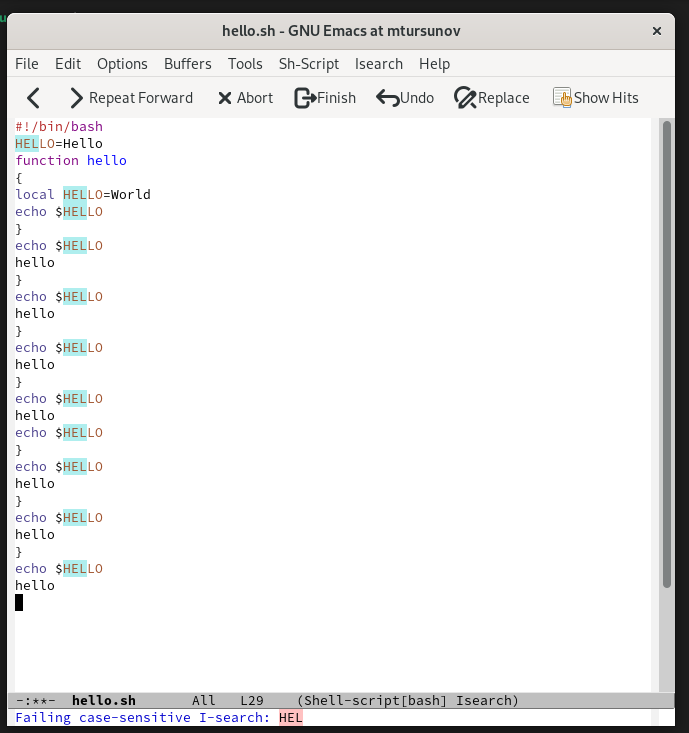 hello.sh - GNU Emacs at mtursunov
File Edit Options Buffers Tools Sh-Script Isearch Help
Repeat Forward Abort Finish Undo Replace Show Hits
#!/bin/bash
HELLO=Hello
function hello
{
local HELLO=World
echo $HELLO
}
echo $HELLO
hello
}
echo $HELLO
hello
}
echo $HELLO
hello
}
echo $HELLO
hello
echo $HELLO
}
echo $HELLO
hello
}
echo $HELLO
hello
}
echo $HELLO
hello
-:**- hello.sh All L29 (Shell-script[bash] Isearch)
Failing case-sensitive I-search: HEL